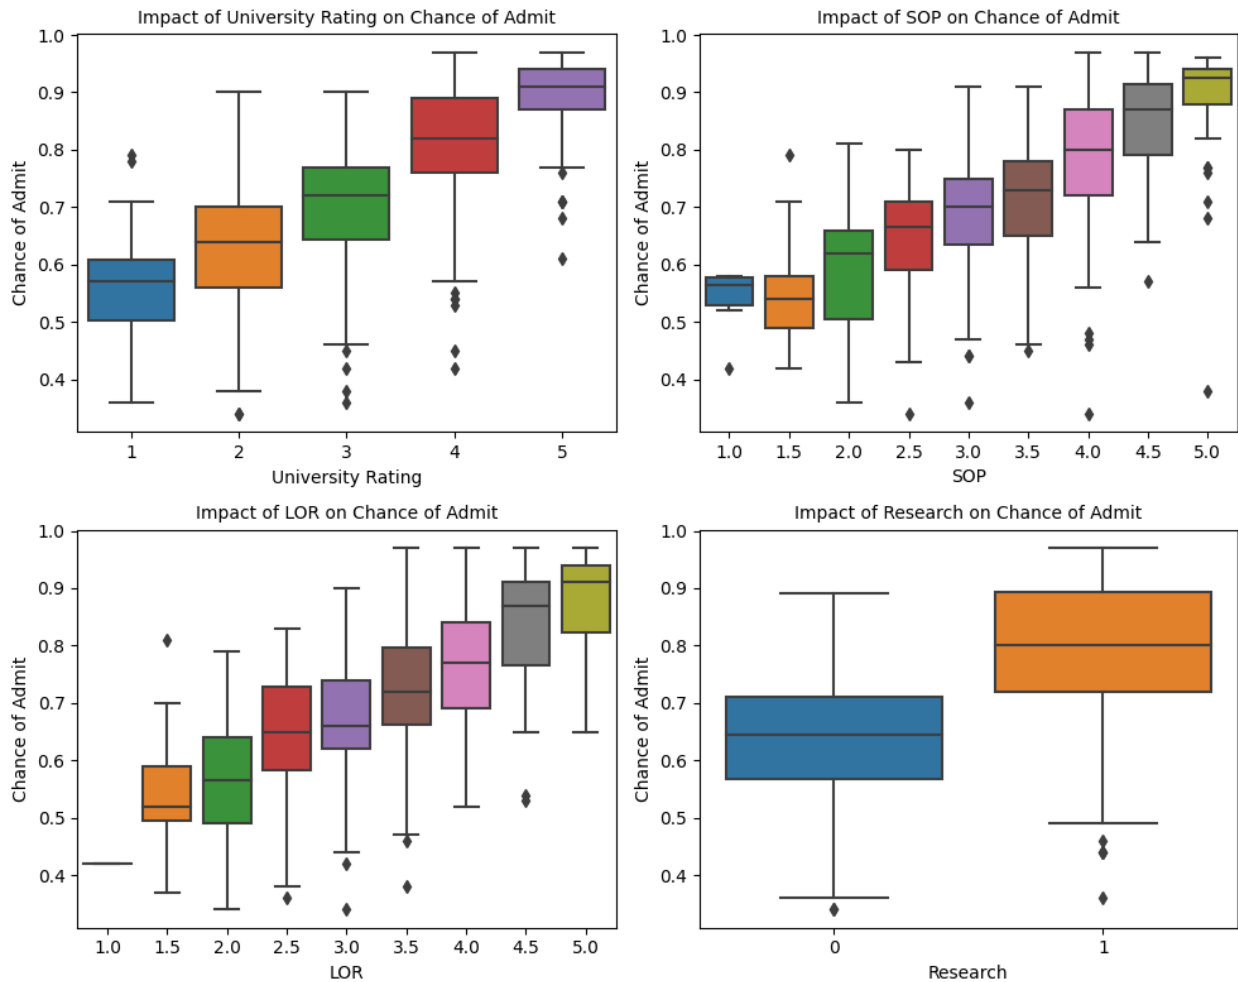 Impact of University Rating on Chance of Admit
Chance of Admit
1.0
0.9
0.8
0.7
0.6
0.5
0.4
1 2 3 4 5
University Rating
Impact of SOP on Chance of Admit
Chance of Admit
1.0
0.9
0.8
0.7
0.6
0.5
0.4
1.0 1.5 2.0 2.5 3.0 3.5 4.0 4.5 5.0
SOP
Impact of LOR on Chance of Admit
Chance of Admit
1.0
0.9
0.8
0.7
0.6
0.5
0.4
1.0 1.5 2.0 2.5 3.0 3.5 4.0 4.5 5.0
LOR
Impact of Research on Chance of Admit
Chance of Admit
1.0
0.9
0.8
0.7
0.6
0.5
0.4
0 1
Research